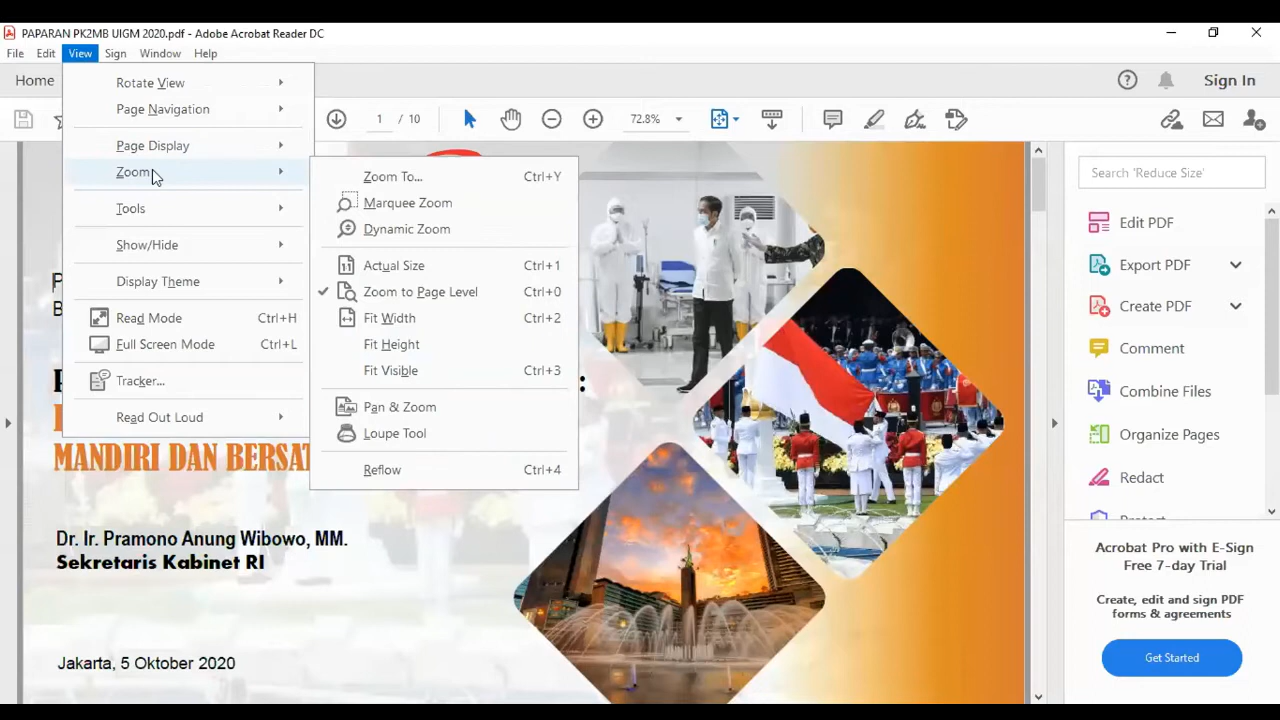 PAPARAN PK2MB UIGM 2020.pdf - Adobe Acrobat Reader DC
File Edit View Sign Window Help
Home
Sign In
1 / 10
72.8%
Rotate View
Page Navigation
Page Display
Zoom
Tools
Show/Hide
Display Theme
Read Mode Ctrl+H
Full Screen Mode Ctrl+L
Tracker...
Read Out Loud
Zoom To... Ctrl+Y
Marquee Zoom
Dynamic Zoom
Actual Size Ctrl+1
Zoom to Page Level Ctrl+0
Fit Width Ctrl+2
Fit Height
Fit Visible Ctrl+3
Pan & Zoom
Loupe Tool
Reflow Ctrl+4
:
MANDIRI DAN BERSAT
Dr. Ir. Pramono Anung Wibowo, MM.
Sekretaris Kabinet RI
Jakarta, 5 Oktober 2020
Search 'Reduce Size'
Edit PDF
Export PDF
Create PDF
Comment
Combine Files
Organize Pages
Redact
Acrobat Pro with E-Sign
Free 7-day Trial
Create, edit and sign PDF
forms & agreements
Get Started